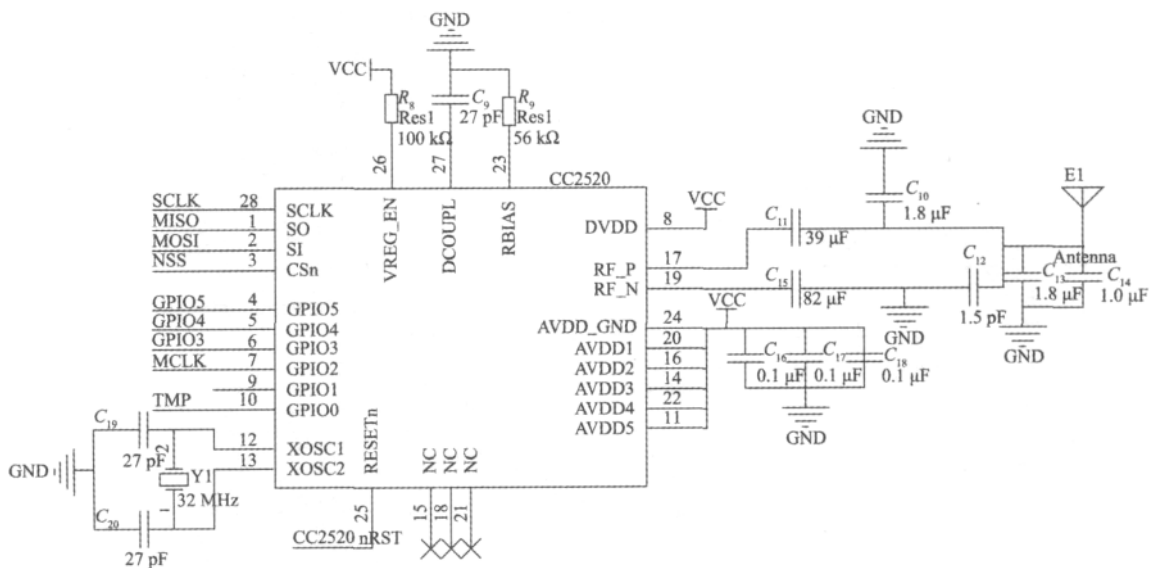 GND
VCC
R8
Res1
100 kΩ
C9
27 pF
R9
Res1
56 kΩ
26
27
23
CC2520
VREG_EN
DCOUPL
RBIAS
SCLK 28 SCLK
MISO 1 SO
MOSI 2 SI
NSS 3 CSn
GPIO5 4 GPIO5
GPIO4 5 GPIO4
GPIO3 6 GPIO3
MCLK 7 GPIO2
9 GPIO1
TMP 10 GPIO0
12 XOSC1
13 XOSC2
C19
27 pF
GND
2
Y1
32 MHz
1
C20
27 pF
RESETn
25
CC2520 nRST
NC
NC
NC
15
18
21
DVDD 8
VCC
RF_P 17
RF_N 19
AVDD_GND 24
AVDD1 20
AVDD2 16
AVDD3 14
AVDD4 22
AVDD5 11
GND
C10
1.8 μF
C11
39 μF
E1
Antenna
C12
1.5 pF
C13
1.8 μF
C14
1.0 μF
C15
82 μF
GND
GND
VCC
C16
0.1 μF
C17
0.1 μF
C18
0.1 μF
GND